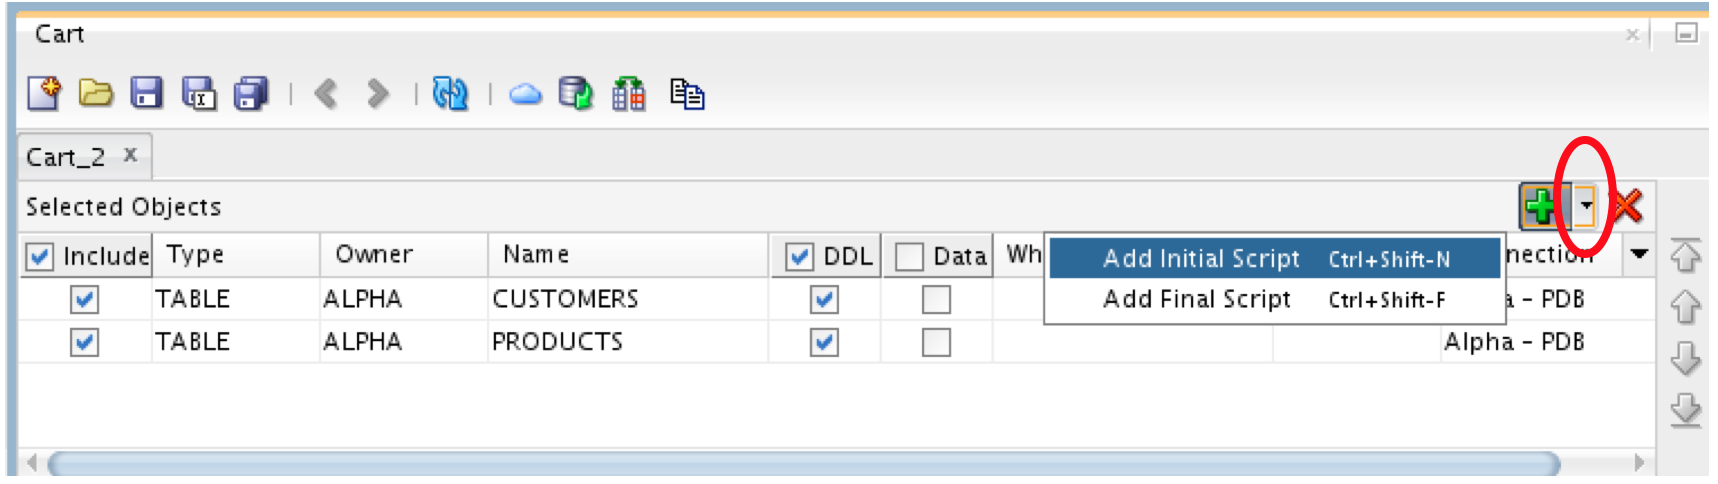 Cart
Cart_2 x
Selected Objects
Include Type Owner Name DDL Data Wh nection
Add Initial Script Ctrl+Shift-N
TABLE ALPHA CUSTOMERS a - PDB
Add Final Script Ctrl+Shift-F
TABLE ALPHA PRODUCTS Alpha - PDB